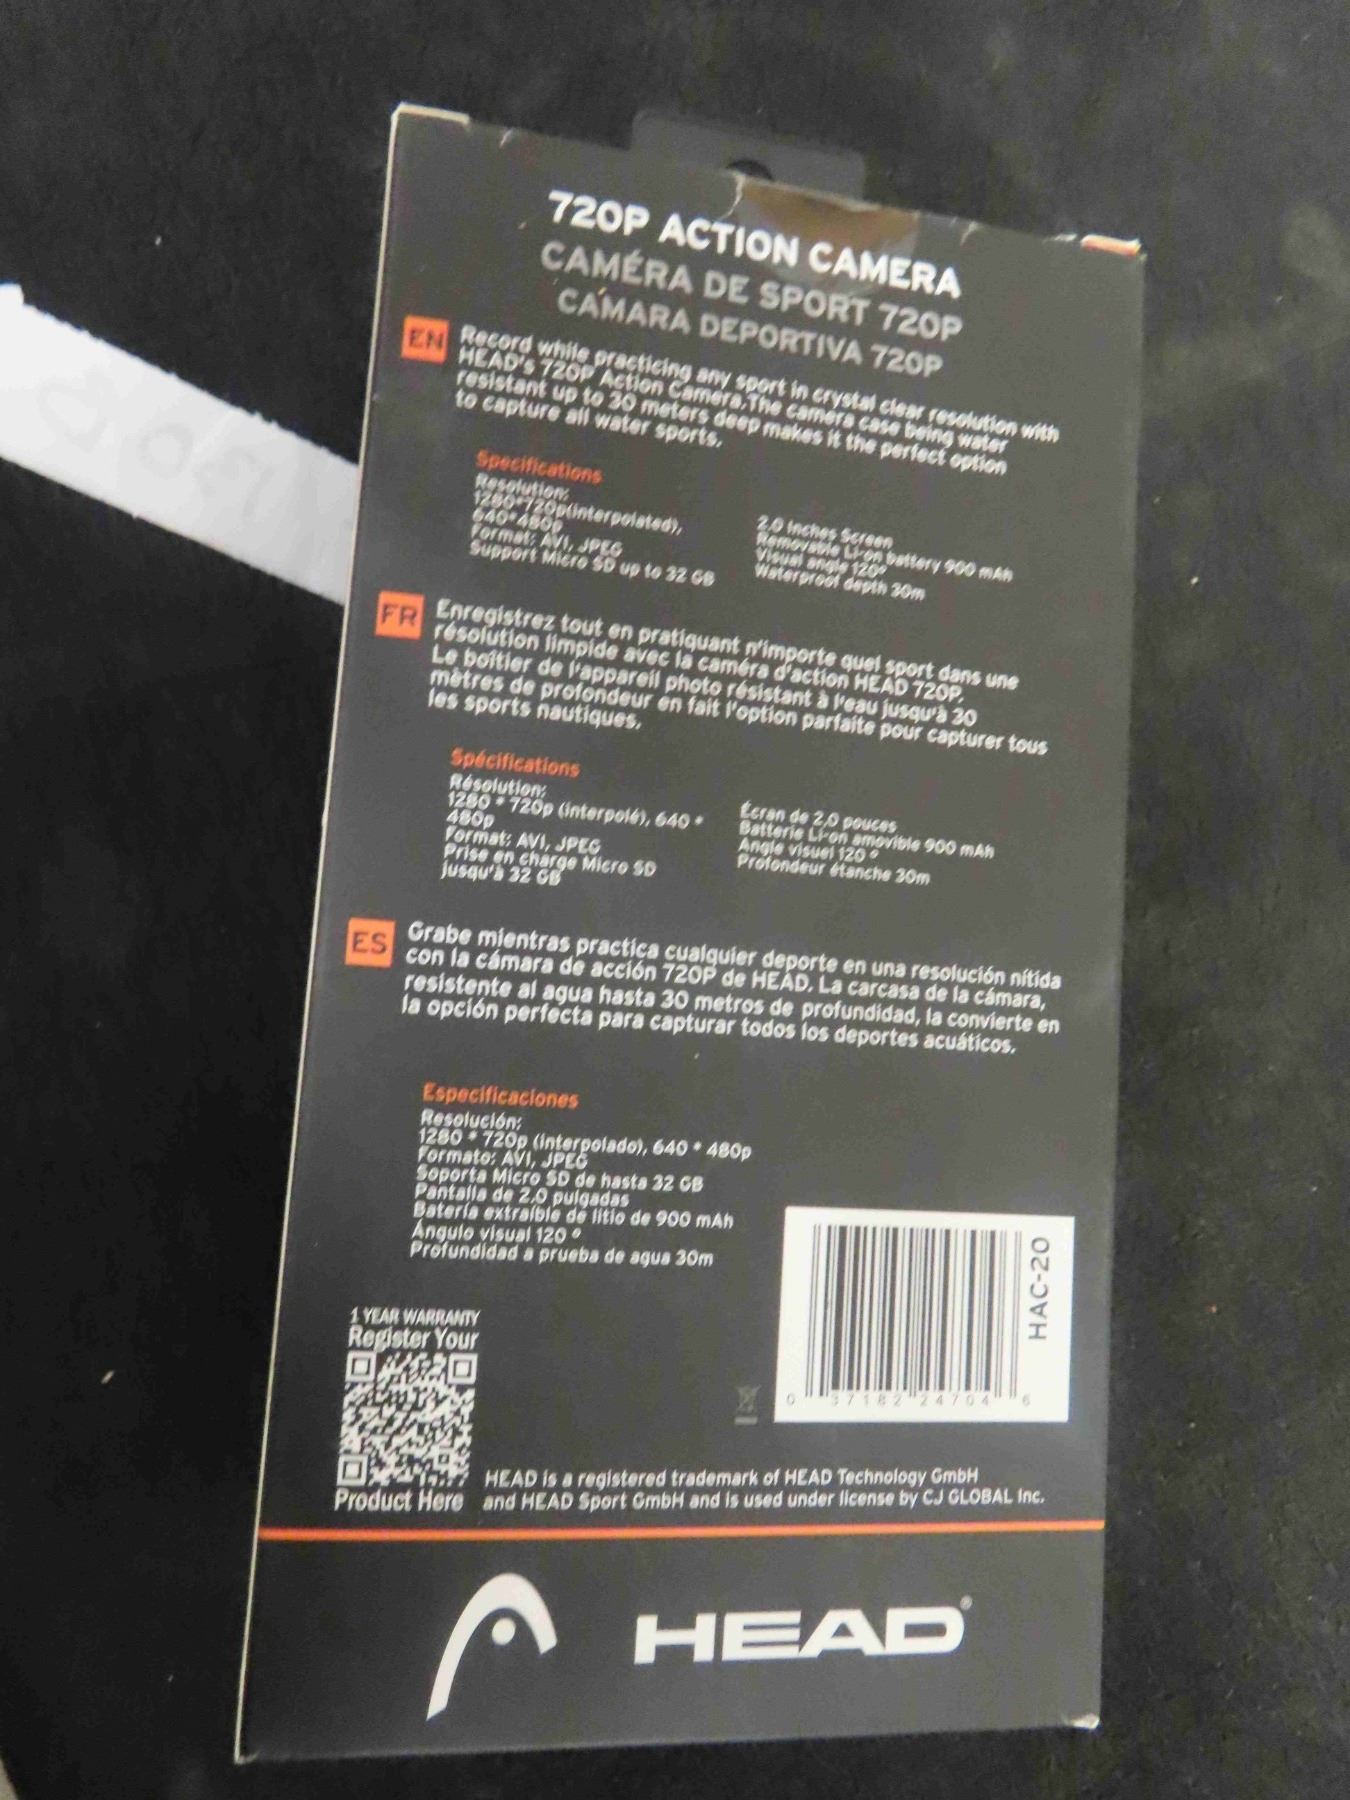 720P ACTION CAMERA
CAMÉRA DE SPORT 720P
CAMARA DEPORTIVA 720P
EN
Record while practicing any sport in crystal clear resolution with
HEAD's 720P Action Camera.The camera case being water
resistant up to 30 meters deep makes it the perfect option
to capture all water sports.
Specifications
Resolution:
1280*720p(interpolated),
640*480p
Format: AVI, JPEG
Support Micro SD up to 32 GB
2.0 Inches Screen
Removable Li-on battery 900 mAh
Visual angle 120°
Waterproof depth 30m
FR
Enregistrez tout en pratiquant n'importe quel sport dans une
résolution limpide avec la caméra d'action HEAD 720P.
Le boîtier de l'appareil photo résistant à l'eau jusqu'à 30
mètres de profondeur en fait l'option parfaite pour capturer tous
les sports nautiques.
Spécifications
Résolution:
1280 * 720p (interpolé), 640 *
480p
Format: AVI, JPEG
Prise en charge Micro SD
jusqu'à 32 GB
Écran de 2,0 pouces
Batterie Li-on amovible 900 mAh
Angle visuel 120 °
Profondeur étanche 30m
ES
Grabe mientras practica cualquier deporte en una resolución nítida
con la cámara de acción 720P de HEAD. La carcasa de la cámara,
resistente al agua hasta 30 metros de profundidad, la convierte en
la opción perfecta para capturar todos los deportes acuáticos.
Especificaciones
Resolución:
1280 * 720p (interpolado), 640 * 480p
Formato: AVI, JPEG
Soporta Micro SD de hasta 32 GB
Pantalla de 2,0 pulgadas
Batería extraíble de litio de 900 mAh
Ángulo visual 120 °
Profundidad a prueba de agua 30m
1 YEAR WARRANTY
Register Your
Product Here
HAC-20
0 37182 24704 6
HEAD is a registered trademark of HEAD Technology GmbH
and HEAD Sport GmbH and is used under license by CJ GLOBAL Inc.
HEAD®